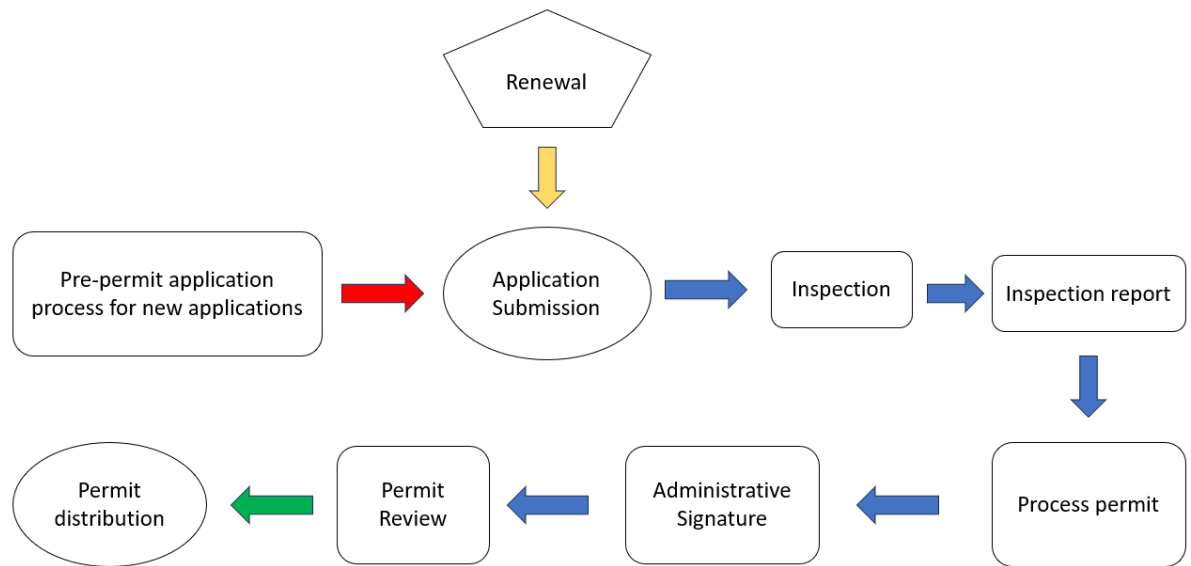 Renewal
Pre-permit application
process for new applications
Application
Submission
Inspection
Inspection report
Process permit
Administrative
Signature
Permit
Review
Permit
distribution